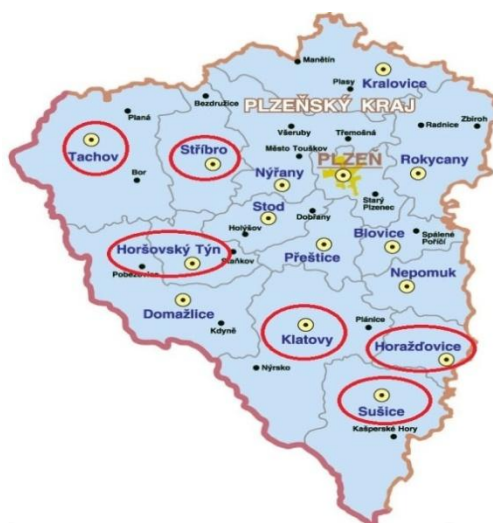 Manětín
Kralovice
Plasy
Bezdružice
PLZEŇSKÝ KRAJ
Planá
Všeruby
Třemošná
Radnice
Zbiroh
Tachov
Stříbro
Město Touškov
PLZEŇ
Rokycany
Bor
Nýřany
Starý
Plzenec
Stod
Dobřany
Holýšov
Blovice
Spálené
Poříčí
Horšovský Týn
Staňkov
Přeštice
Poběžovice
Nepomuk
Domažlice
Kdyně
Klatovy
Plánice
Horažďovice
Nýrsko
Sušice
Kašperské Hory